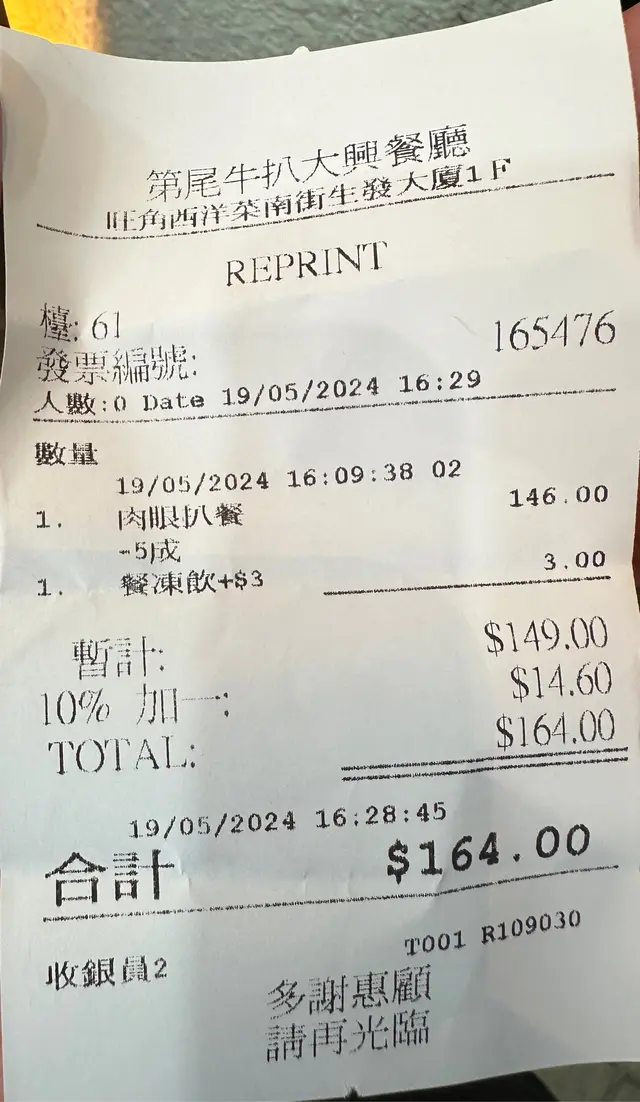 第尾牛扒大興餐廳
旺角西洋菜南街生發大廈1F
REPRINT
檯: 61
發票編號: 165476
人數:0 Date 19/05/2024 16:29
數量
19/05/2024 16:09:38 02
1. 肉眼扒餐 146.00
-5成
1. 餐凍飲+$3 3.00
暫計: $149.00
10% 加一: $14.60
TOTAL: $164.00
19/05/2024 16:28:45
合計 $164.00
T001 R109030
收銀員2
多謝惠顧
請再光臨